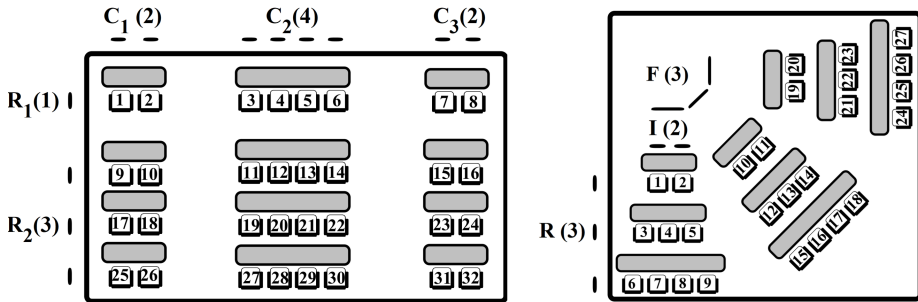 C1 (2) C2(4) C3(2)
R1(1)
1 2 3 4 5 6 7 8
9 10 11 12 13 14 15 16
R2(3)
17 18 19 20 21 22 23 24
25 26 27 28 29 30 31 32
F (3)
I (2)
R (3)
1 2
3 4 5
6 7 8 9
10 11
12 13 14
15 16 17 18
19 20
21 22 23
24 25 26 27